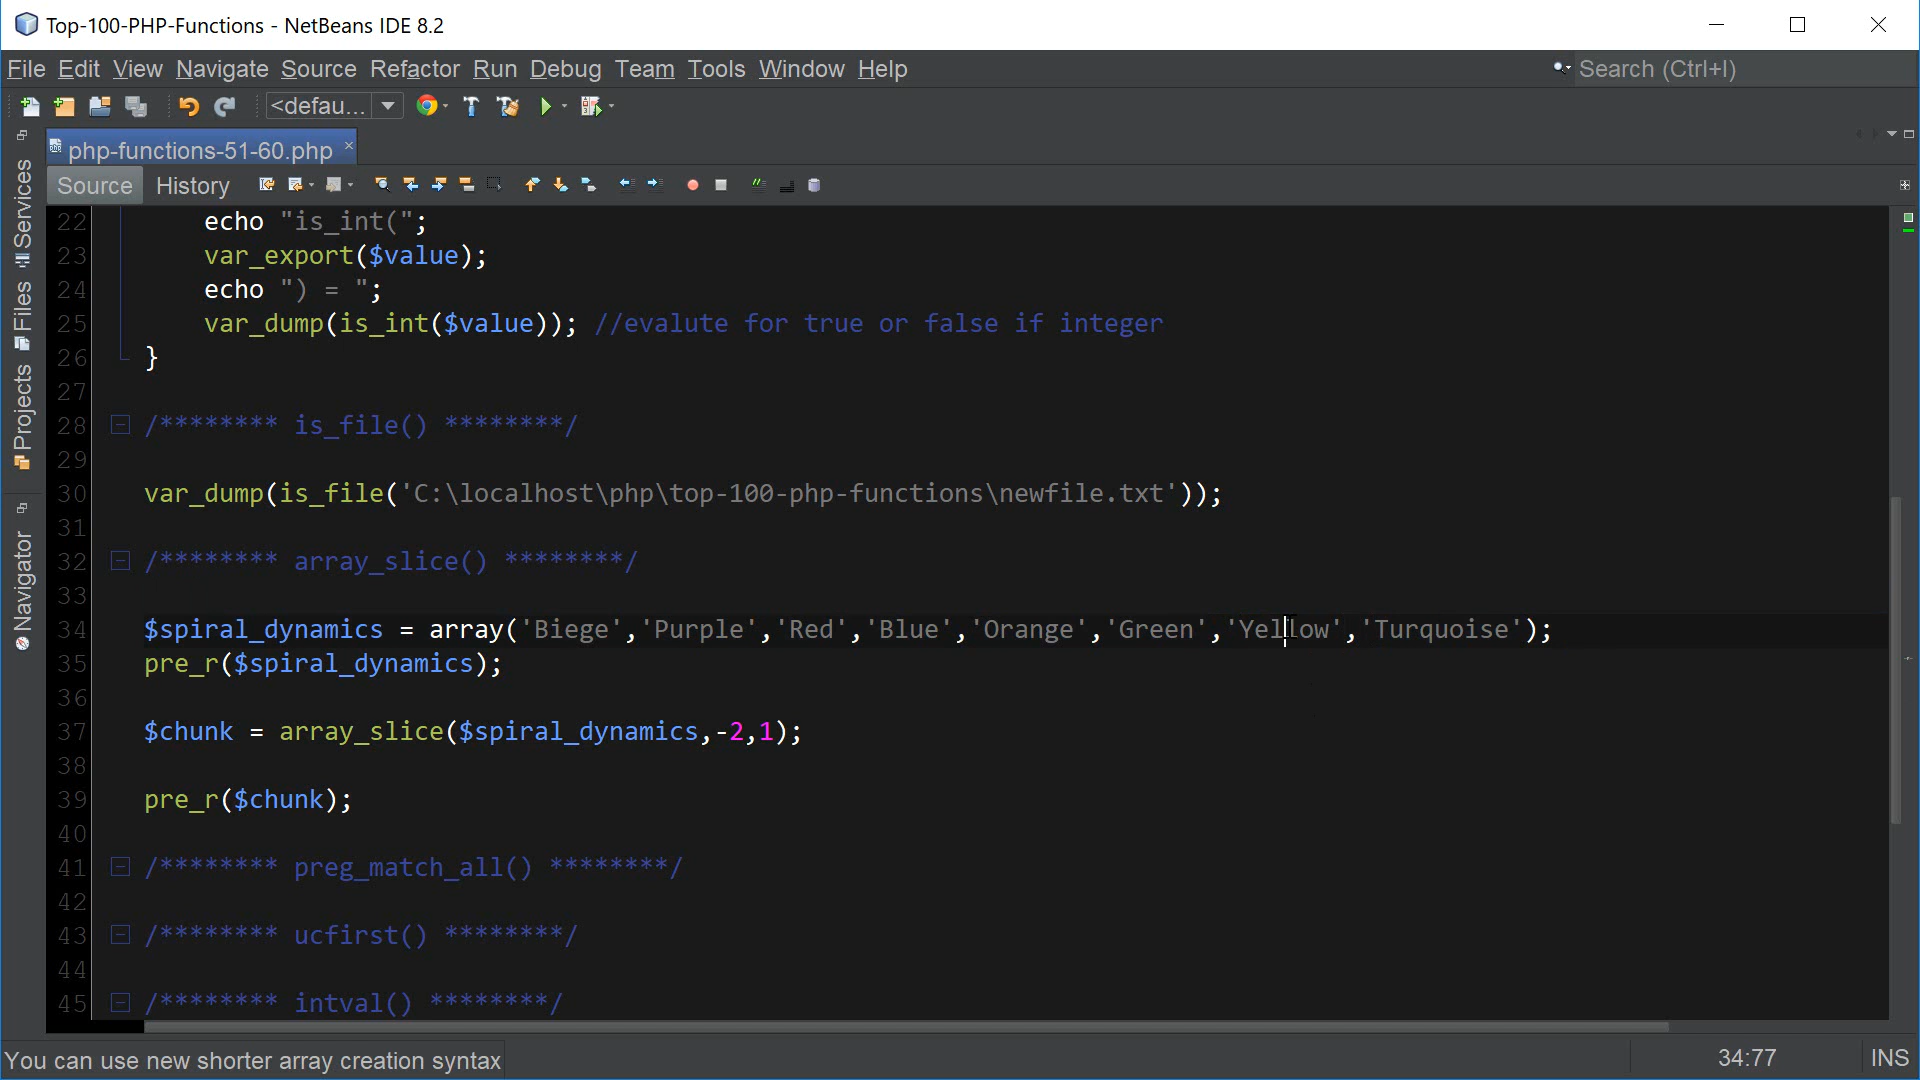 Top-100-PHP-Functions - NetBeans IDE 8.2
File Edit View Navigate Source Refactor Run Debug Team Tools Window Help
Search (Ctrl+I)
<defau...
php-functions-51-60.php
Source History
Services
Files
Projects
Navigator
22 echo "is_int(";
23 var_export($value);
24 echo ") = ";
25 var_dump(is_int($value)); //evalute for true or false if integer
26 }
27
28 /******** is_file() ********/
29
30 var_dump(is_file('C:\localhost\php\top-100-php-functions\newfile.txt'));
31
32 /******** array_slice() ********/
33
34 $spiral_dynamics = array('Biege','Purple','Red','Blue','Orange','Green','Yellow','Turquoise');
35 pre_r($spiral_dynamics);
36
37 $chunk = array_slice($spiral_dynamics,-2,1);
38
39 pre_r($chunk);
40
41 /******** preg_match_all() ********/
42
43 /******** ucfirst() ********/
44
45 /******** intval() ********/
You can use new shorter array creation syntax
34:77
INS